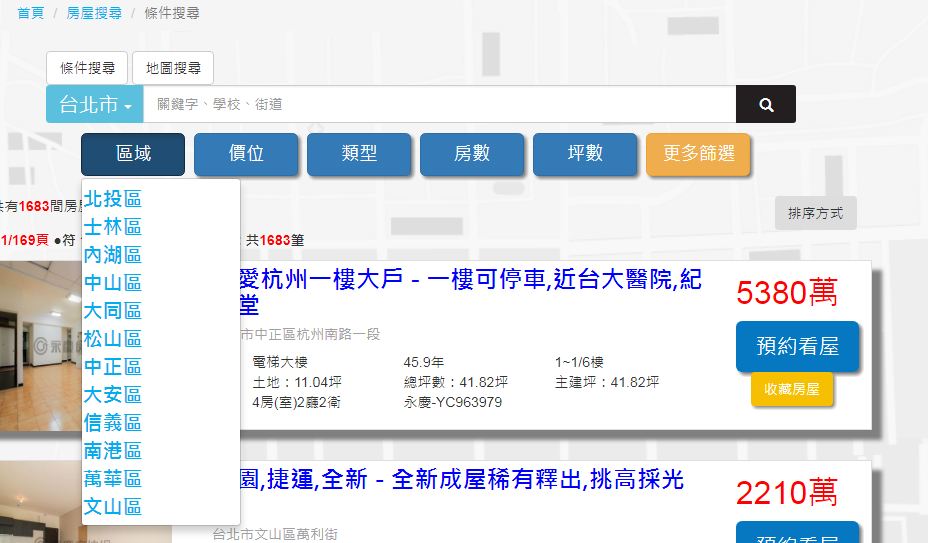 首頁 / 房屋搜尋 / 條件搜尋
條件搜尋 地圖搜尋
台北市 關鍵字、學校、街道
區域 價位 類型 房數 坪數 更多篩選
北投區
士林區
內湖區
中山區
大同區
松山區
中正區
大安區
信義區
南港區
萬華區
文山區
共有1683間房屋
排序方式
1/169頁 ●符 共1683筆
愛杭州一樓大戶 - 一樓可停車,近台大醫院,紀
堂
5380萬
市中正區杭州南路一段
預約看屋
電梯大樓 45.9年 1~1/6樓
土地：11.04坪 總坪數：41.82坪 主建坪：41.82坪
收藏房屋
4房(室)2廳2衛 永慶-YC963979
園,捷運,全新 - 全新成屋稀有釋出,挑高採光
2210萬
台北市文山區萬利街
預約看屋